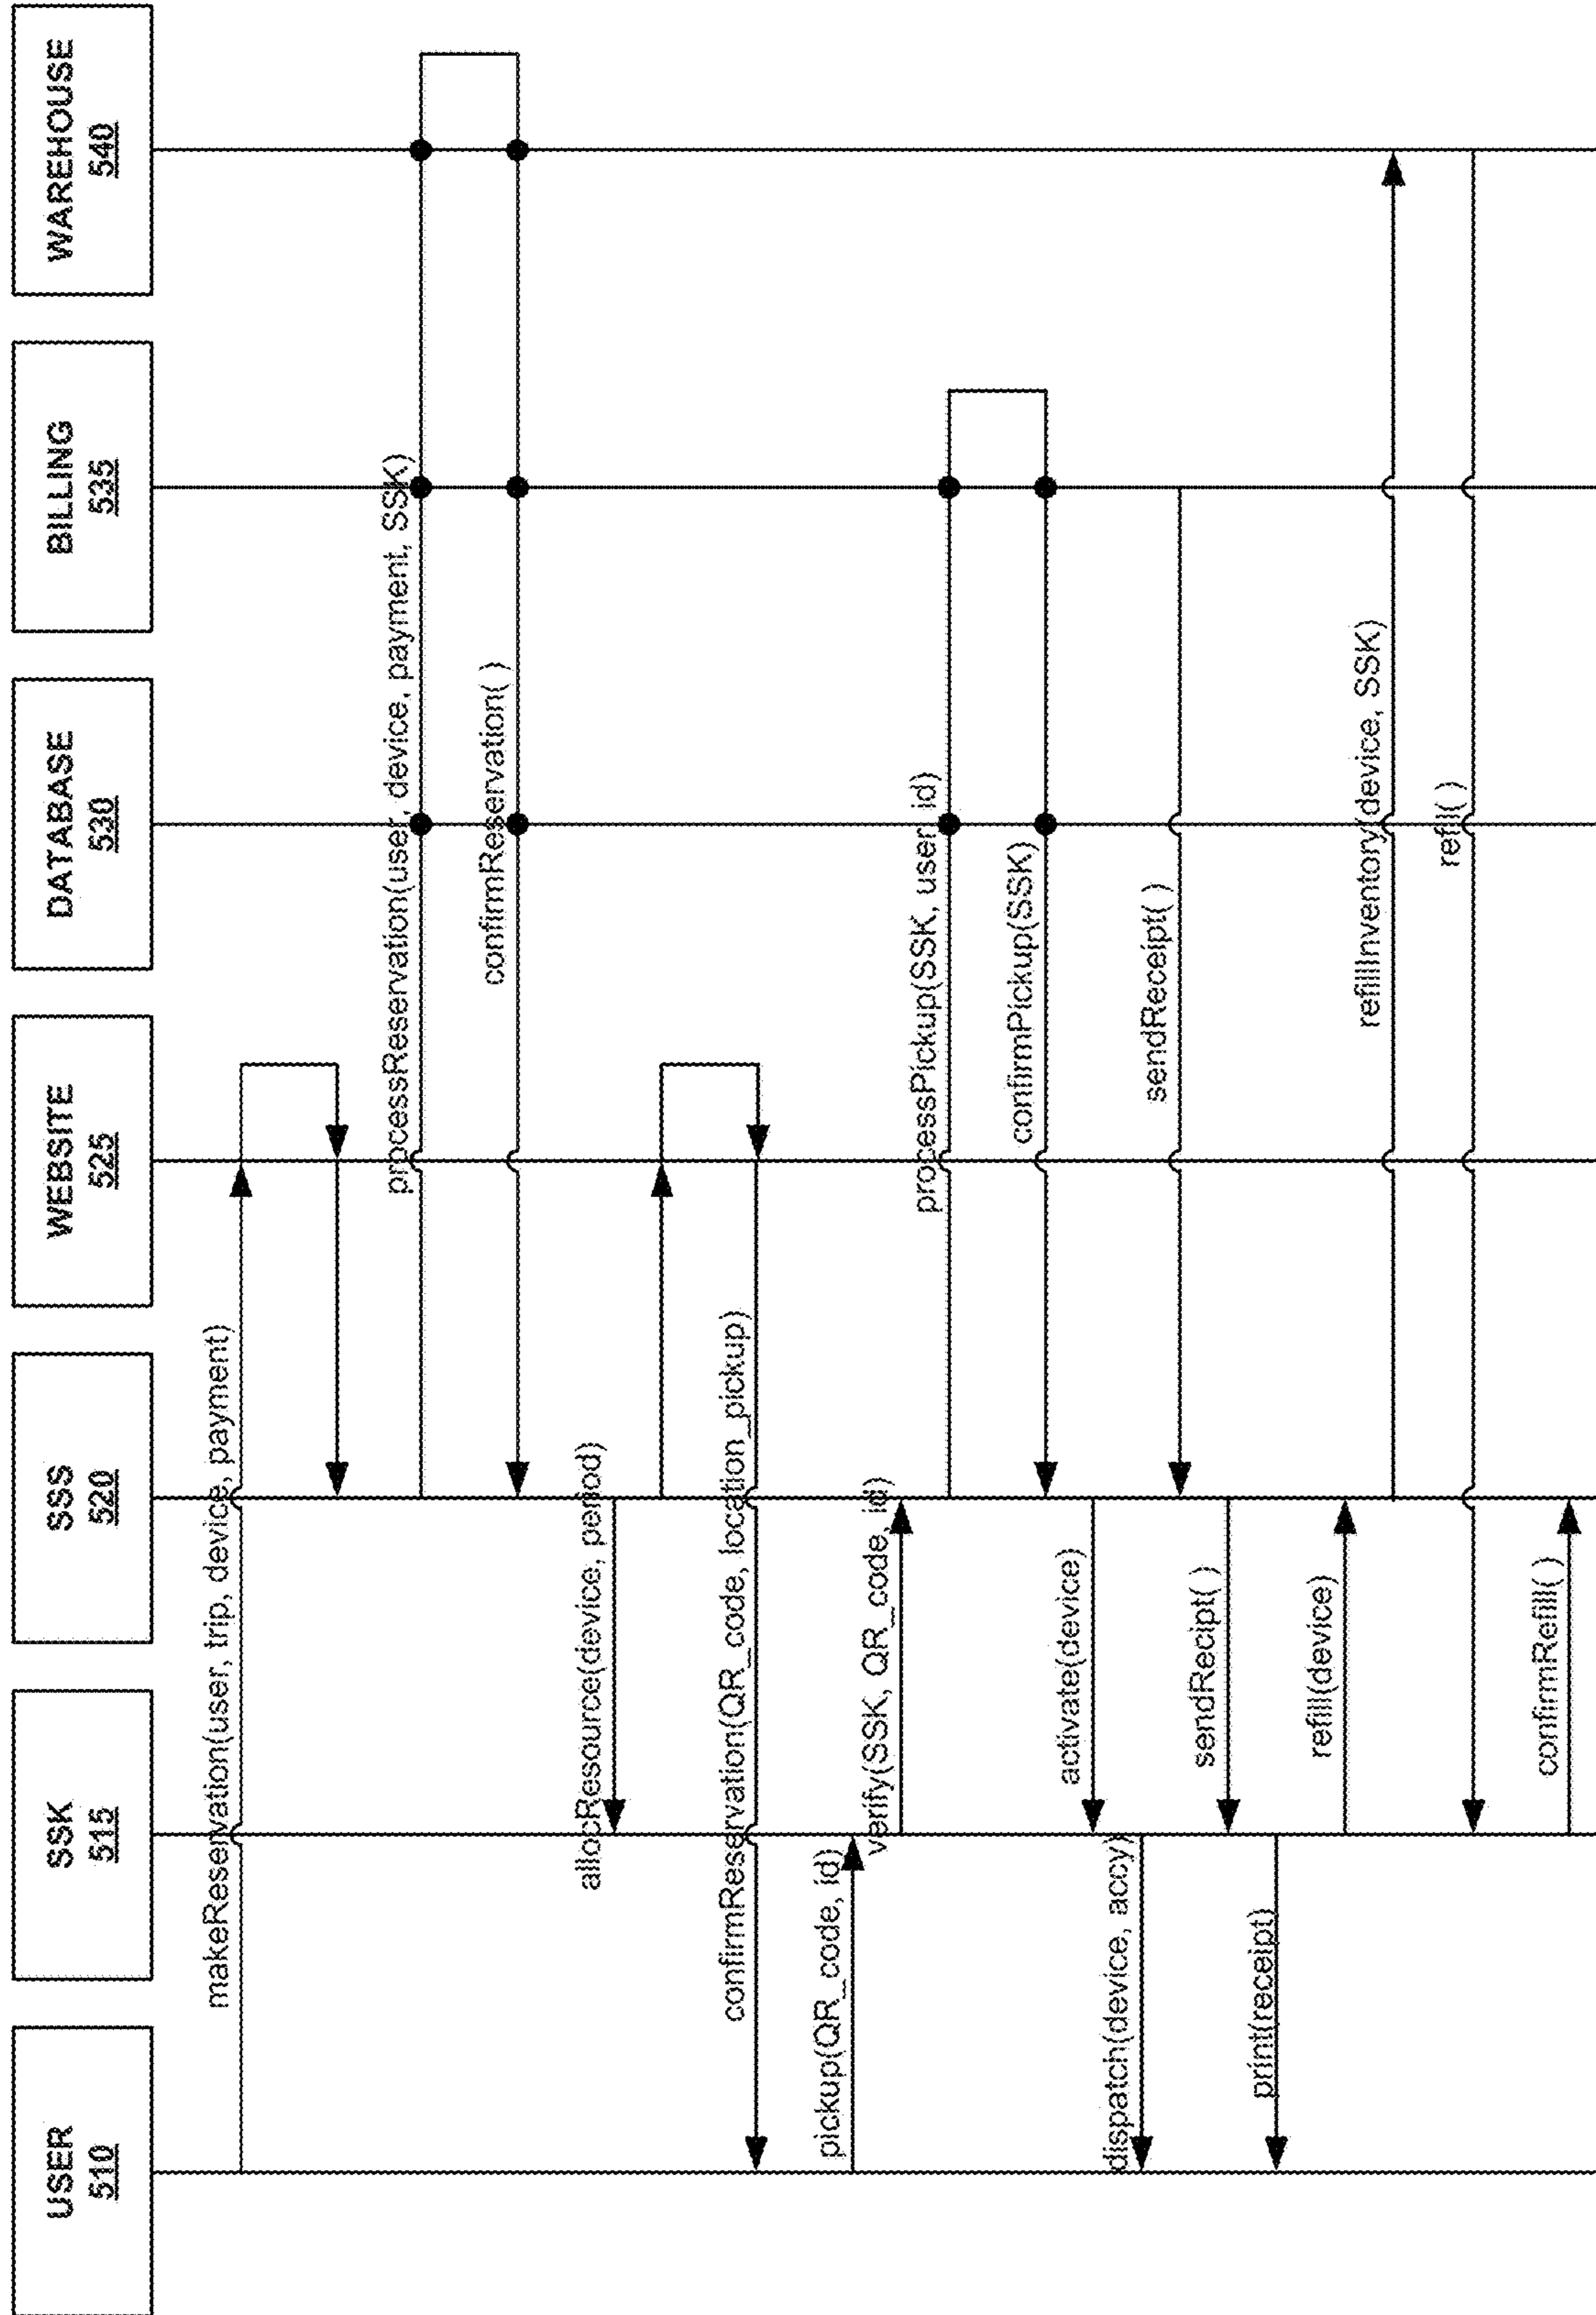 USER
510
SSK
515
SSS
520
WEBSITE
525
DATABASE
530
BILLING
535
WAREHOUSE
540
makeReservation(user, trip, device, payment)
processReservation(user, device, payment, SSK)
confirmReservation( )
allocResource(device, period)
confirmReservation(QR_code, location_pickup)
pickup(QR_code, id)
verify(SSK, QR_code, id)
processPickup(SSK, user, id)
confirmPickup(SSK)
activate(device)
dispatch(device, accy)
sendReceipt( )
sendRecipt( )
print(receipt)
refill(device)
refillInventory(device, SSK)
refill( )
confirmRefill( )